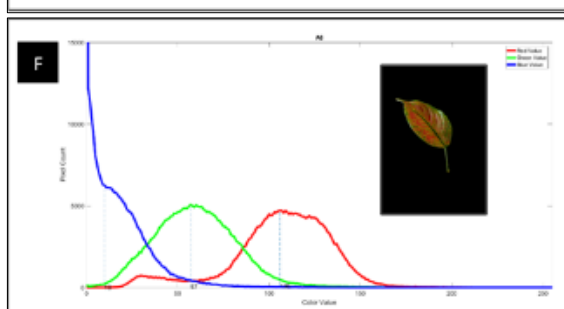 All
F
15000
Red Value
Green Value
Blue Value
10000
Pixel Count
5000
0
57
50
100
150
200
250
Color Value